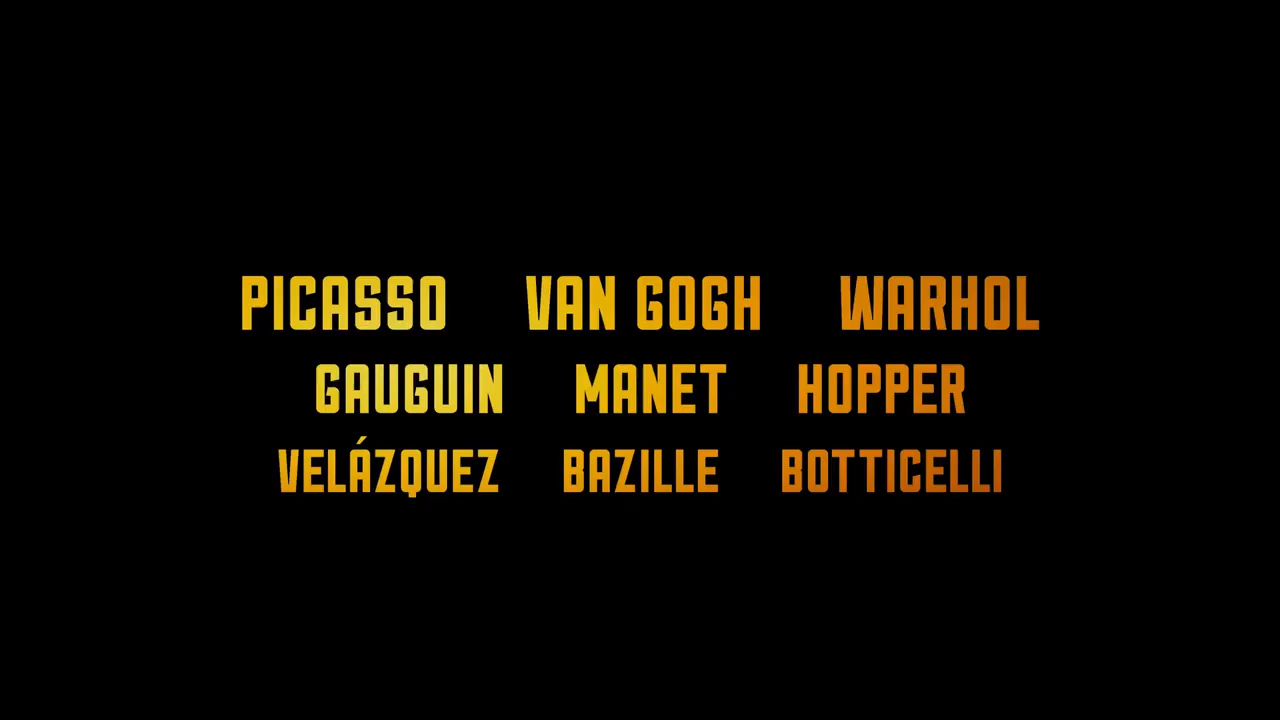 PICASSO VAN GOGH WARHOL
GAUGUIN MANET HOPPER
VELÁZQUEZ BAZILLE BOTTICELLI